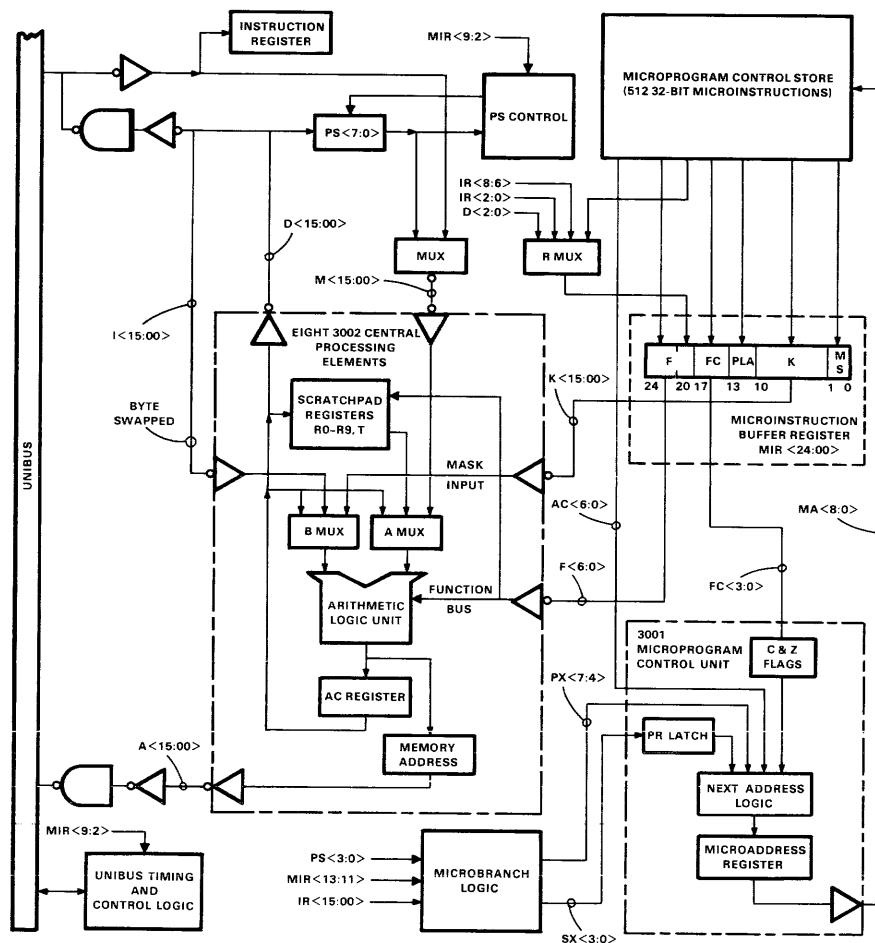 INSTRUCTION
REGISTER
MIR <9:2>
PS CONTROL
PS <7:0>
MICROPROGRAM CONTROL STORE
(512 32-BIT MICROINSTRUCTIONS)
IR<8:6>
IR<2:0>
D<2:0>
D<15:00>
MUX
R MUX
M<15:00>
I<15:00>
EIGHT 3002 CENTRAL
PROCESSING
ELEMENTS
F
FC
PLA
K
M
S
24
20
17
13
10
1
0
K<15:00>
SCRATCHPAD
REGISTERS
R0–R9, T
MICROINSTRUCTION
BUFFER REGISTER
MIR <24:00>
BYTE
SWAPPED
UNIBUS
MASK
INPUT
AC<6:0>
MA<8:0>
B MUX
A MUX
F<6:0>
FC<3:0>
FUNCTION
BUS
ARITHMETIC
LOGIC UNIT
3001
MICROPROGRAM
CONTROL UNIT
C & Z
FLAGS
PX<7:4>
AC REGISTER
PR LATCH
A<15:00>
MEMORY
ADDRESS
NEXT ADDRESS
LOGIC
MIR<9:2>
UNIBUS TIMING
AND
CONTROL LOGIC
PS<3:0>
MIR<13:11>
IR<15:00>
MICROBRANCH
LOGIC
MICROADDRESS
REGISTER
SX<3:0>